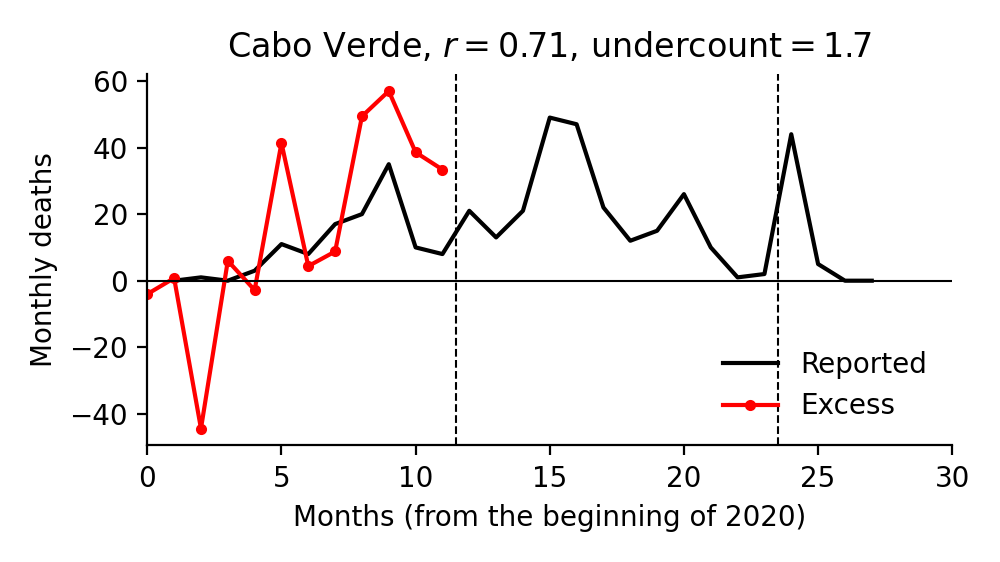 Cabo Verde, r = 0.71, undercount = 1.7
Monthly deaths
60
40
20
0
−20
−40
Reported
Excess
0 5 10 15 20 25 30
Months (from the beginning of 2020)